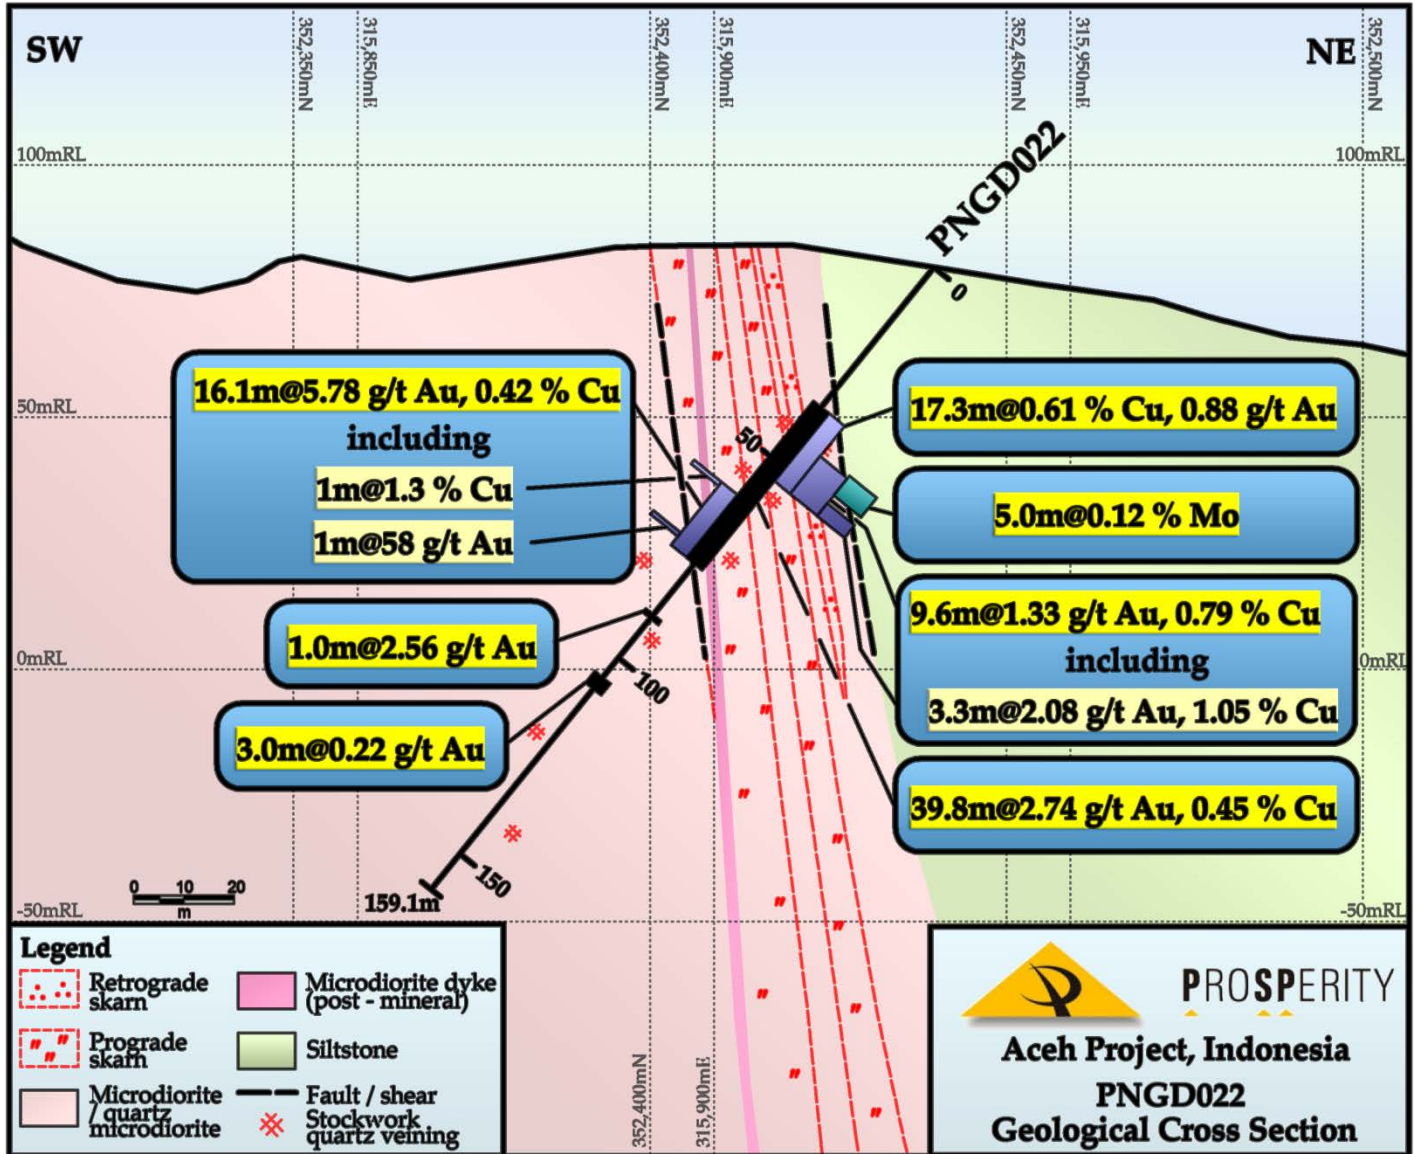 SW
NE
352,350mN
315,850mE
352,400mN
315,900mE
352,450mN
315,950mE
352,500mN
100mRL
100mRL
PNGD022
0
16.1m@5.78 g/t Au, 0.42 % Cu
including
1m@1.3 % Cu
1m@58 g/t Au
50mRL
50
17.3m@0.61 % Cu, 0.88 g/t Au
5.0m@0.12 % Mo
9.6m@1.33 g/t Au, 0.79 % Cu
including
3.3m@2.08 g/t Au, 1.05 % Cu
1.0m@2.56 g/t Au
0mRL
0mRL
100
3.0m@0.22 g/t Au
39.8m@2.74 g/t Au, 0.45 % Cu
150
159.1m
0 10 20
m
-50mRL
-50mRL
Legend
Retrograde
skarn
Prograde
skarn
Microdiorite
/ quartz
microdiorite
Microdiorite dyke
(post - mineral)
Siltstone
Fault / shear
Stockwork
quartz veining
352,400mN
315,900mE
PROSPERITY
Aceh Project, Indonesia
PNGD022
Geological Cross Section